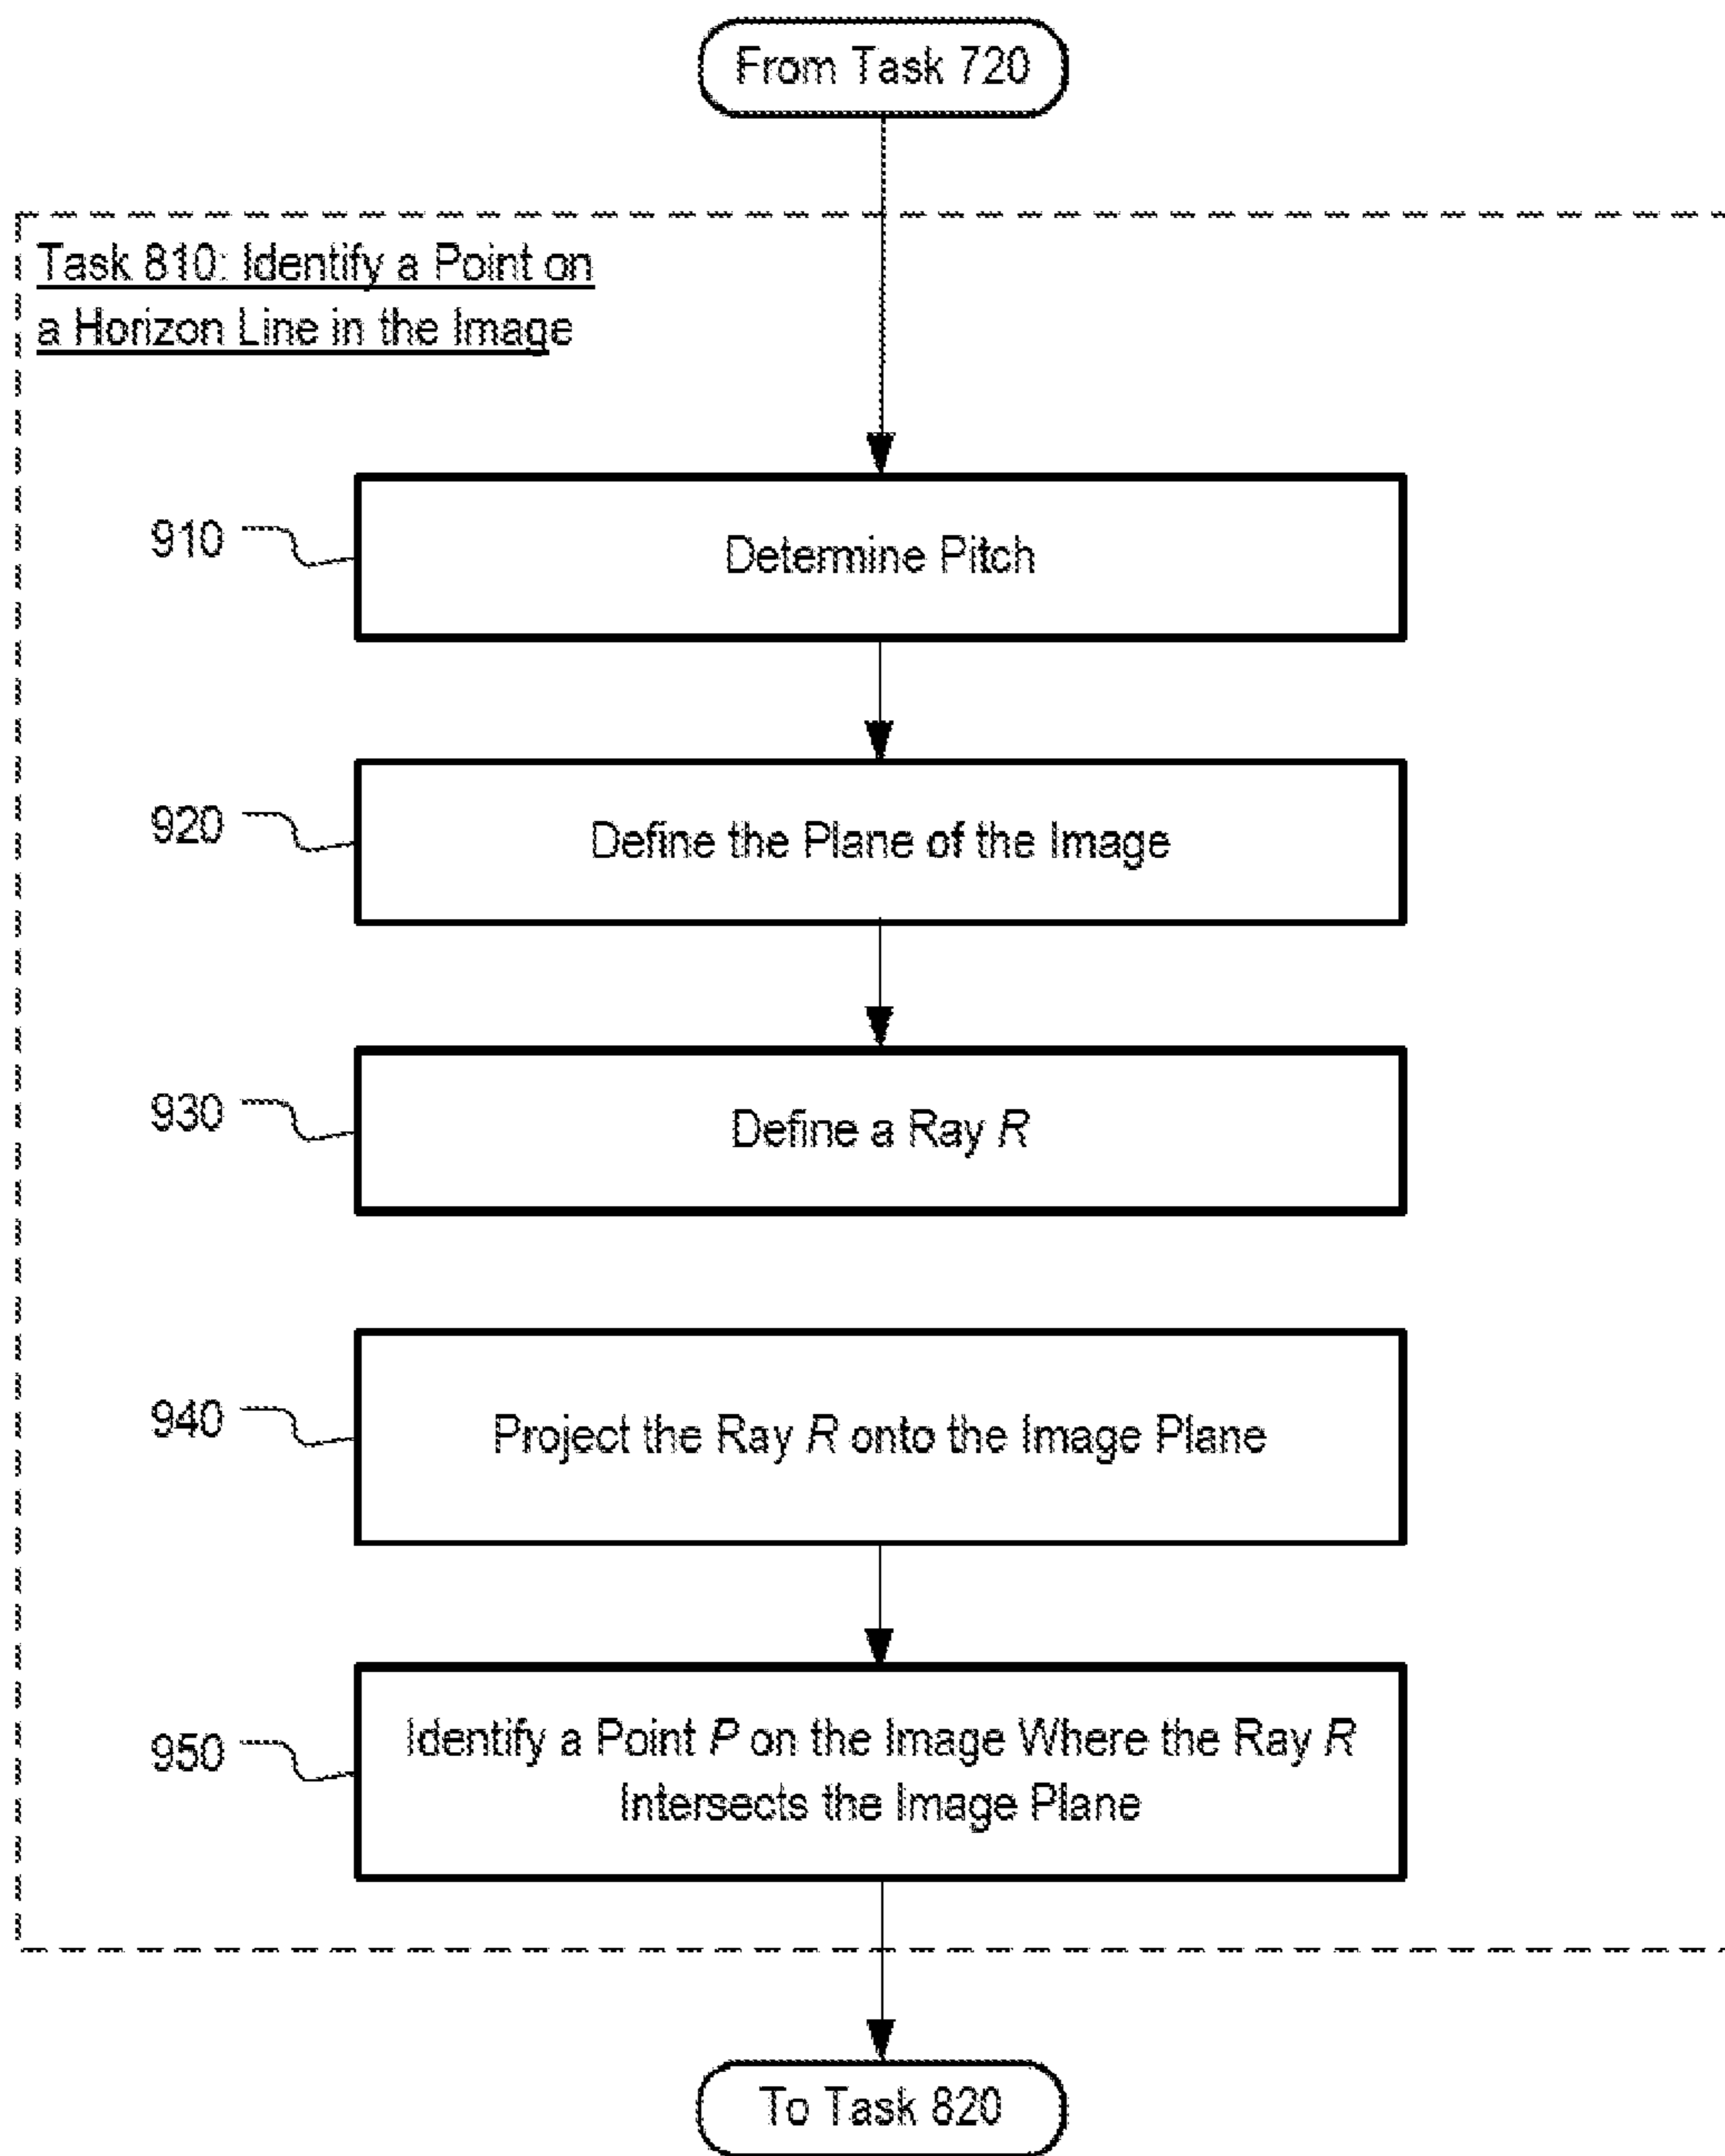 From Task 720
Task 810: Identify a Point on
a Horizon Line in the Image
910
Determine Pitch
920
Define the Plane of the Image
930
Define a Ray R
940
Project the Ray R onto the Image Plane
950
Identify a Point P on the Image Where the Ray R
Intersects the Image Plane
To Task 820